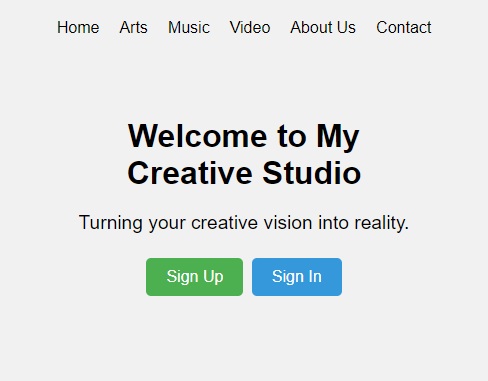 Home Arts Music Video About Us Contact
Welcome to My
Creative Studio
Turning your creative vision into reality.
Sign Up Sign In